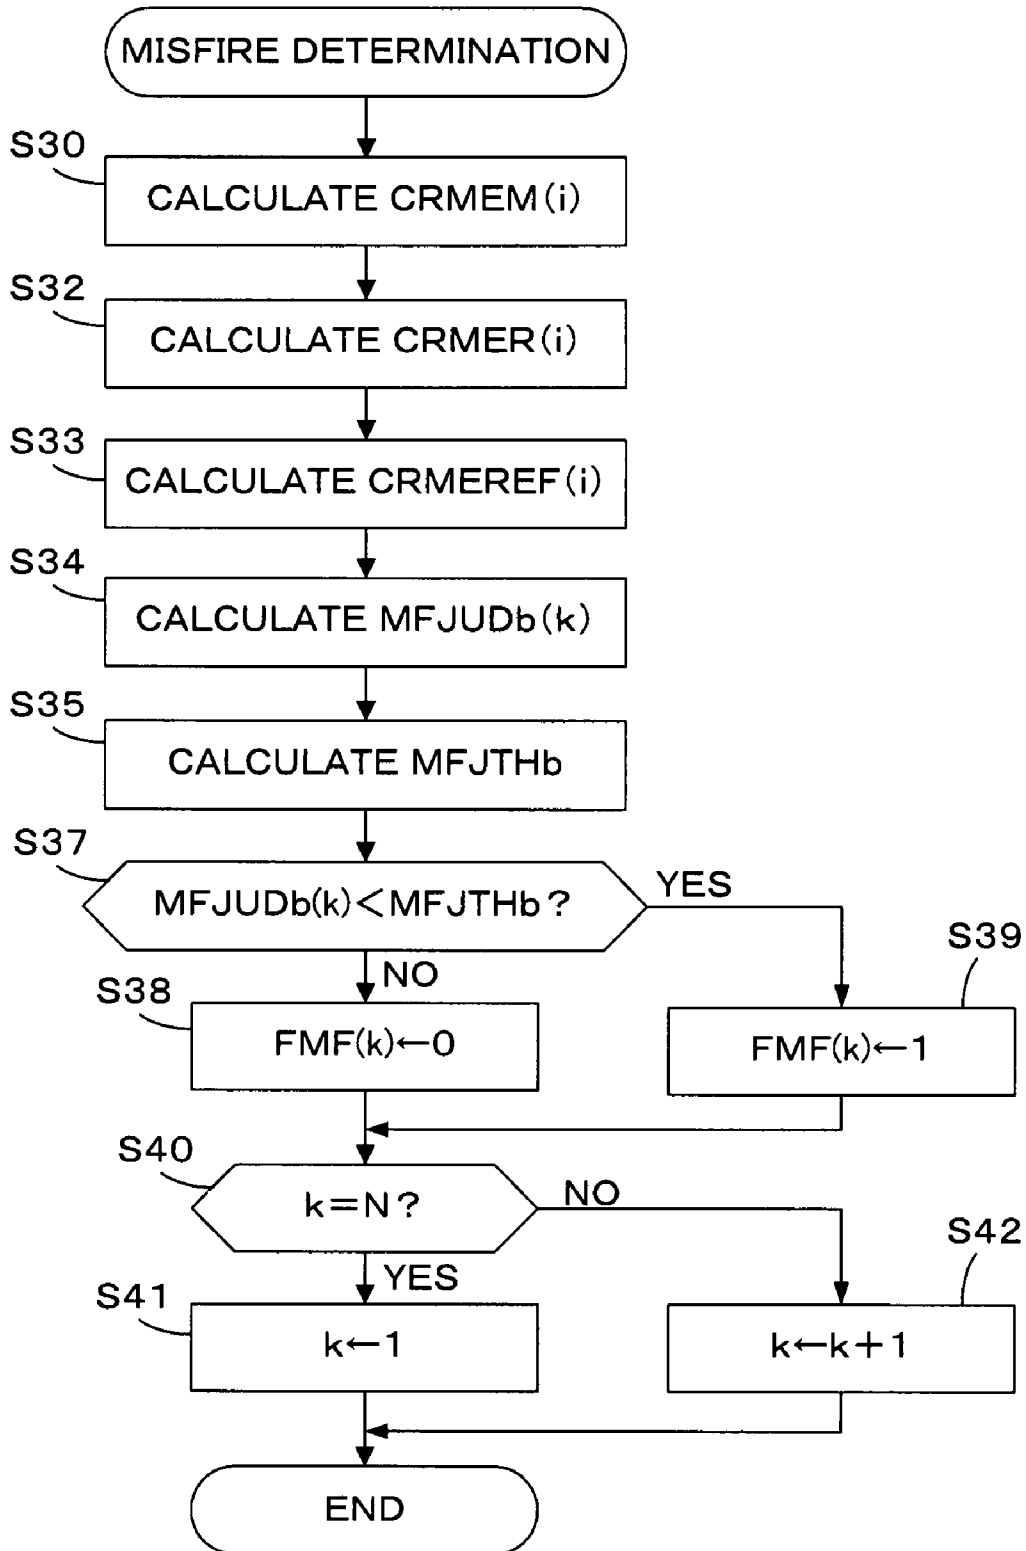 MISFIRE DETERMINATION
S30
CALCULATE CRMEM(i)
S32
CALCULATE CRMER(i)
S33
CALCULATE CRMEREF(i)
S34
CALCULATE MFJUDb(k)
S35
CALCULATE MFJTHb
S37
MFJUDb(k)<MFJTHb?
YES
NO
S38
FMF(k)←0
S39
FMF(k)←1
S40
k=N?
NO
YES
S41
k←1
S42
k←k+1
END